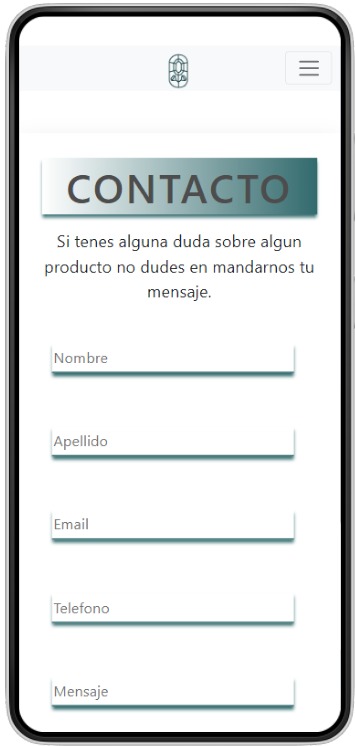 CONTACTO
Si tenes alguna duda sobre algun
producto no dudes en mandarnos tu
mensaje.
Nombre
Apellido
Email
Telefono
Mensaje